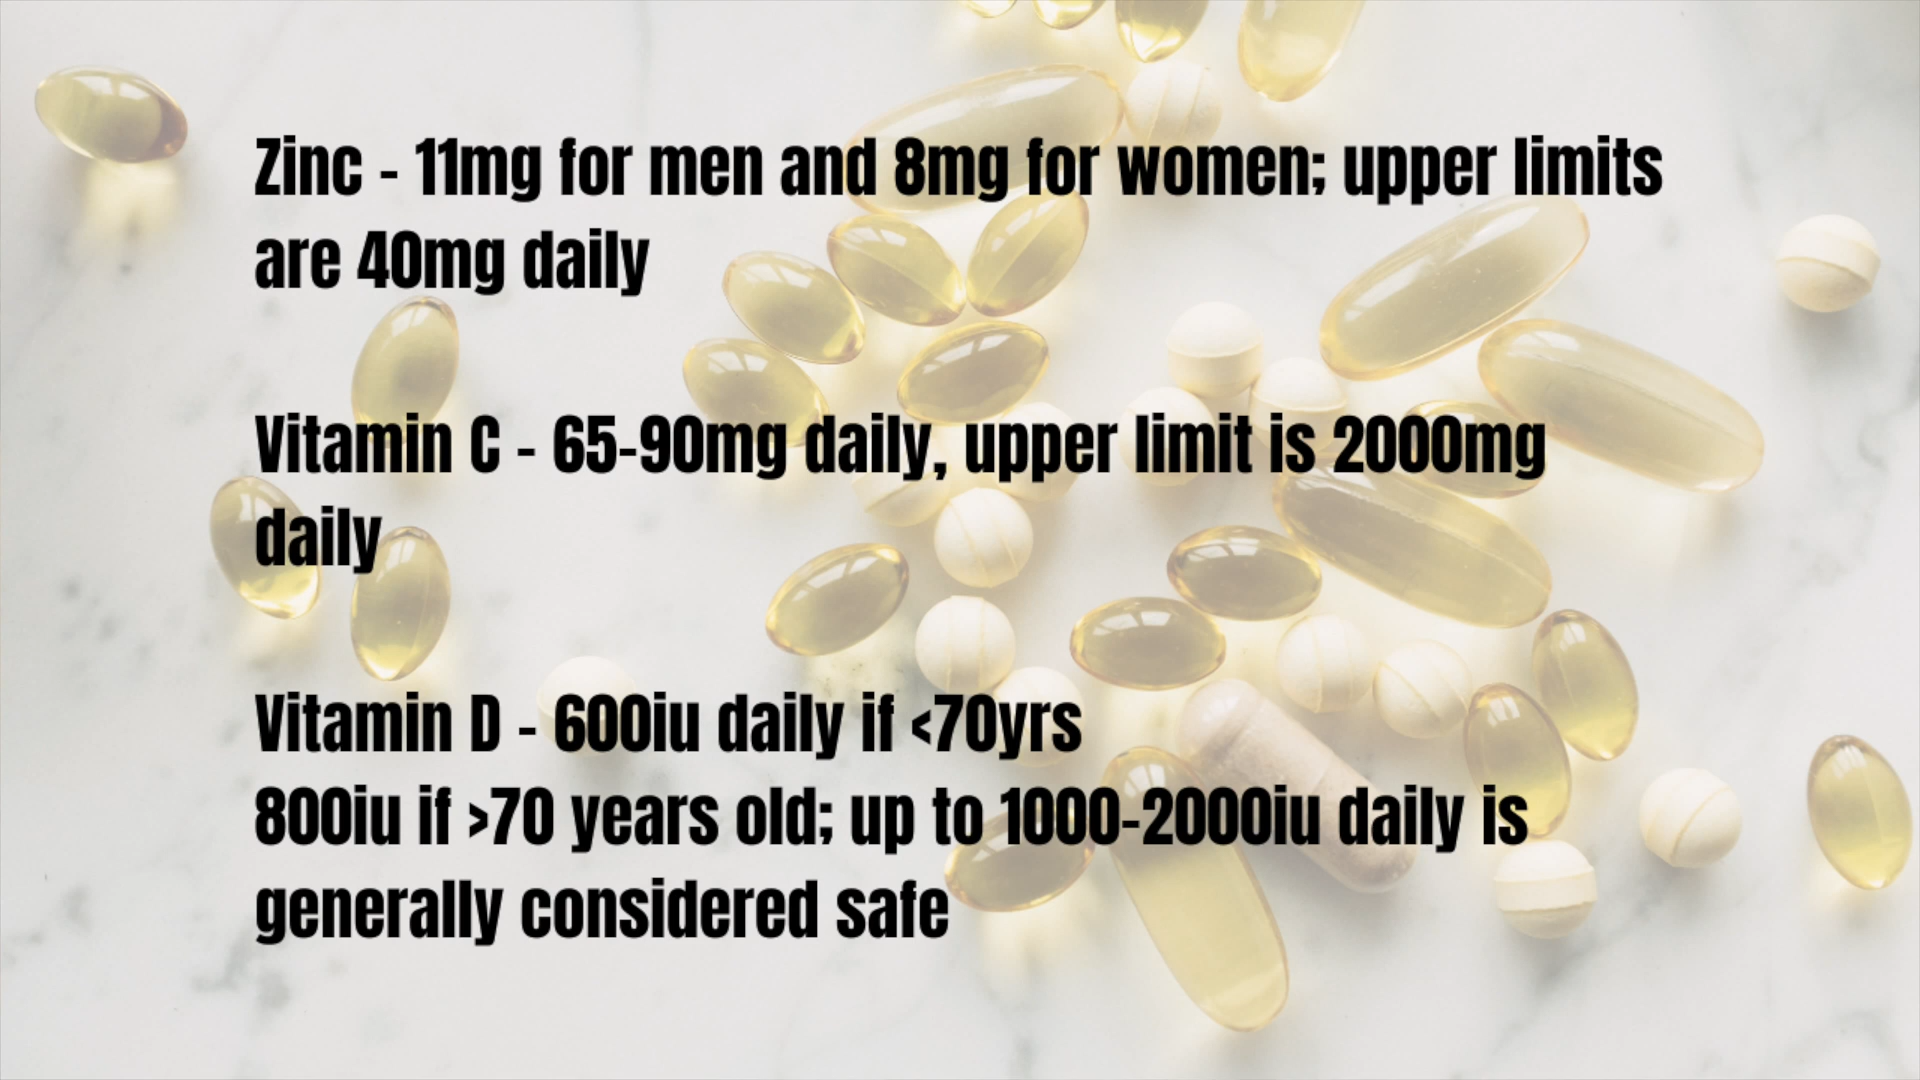 Zinc - 11mg for men and 8mg for women; upper limits
are 40mg daily
Vitamin C - 65-90mg daily, upper limit is 2000mg
daily
Vitamin D - 600iu daily if <70yrs
800iu if >70 years old; up to 1000-2000iu daily is
generally considered safe